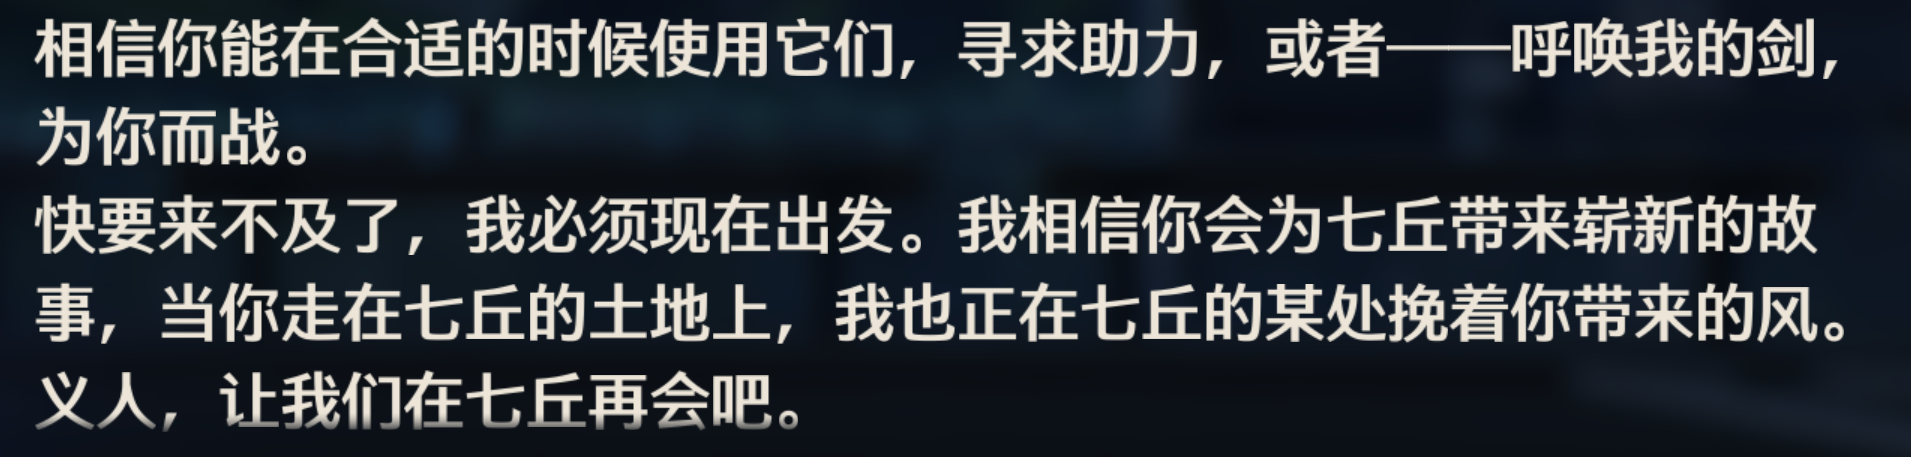 相信你能在合适的时候使用它们，寻求助力，或者——呼唤我的剑，
为你而战。
快要来不及了，我必须现在出发。我相信你会为七丘带来崭新的故
事，当你走在七丘的土地上，我也正在七丘的某处挽着你带来的风。
义人，让我们在七丘再会吧。